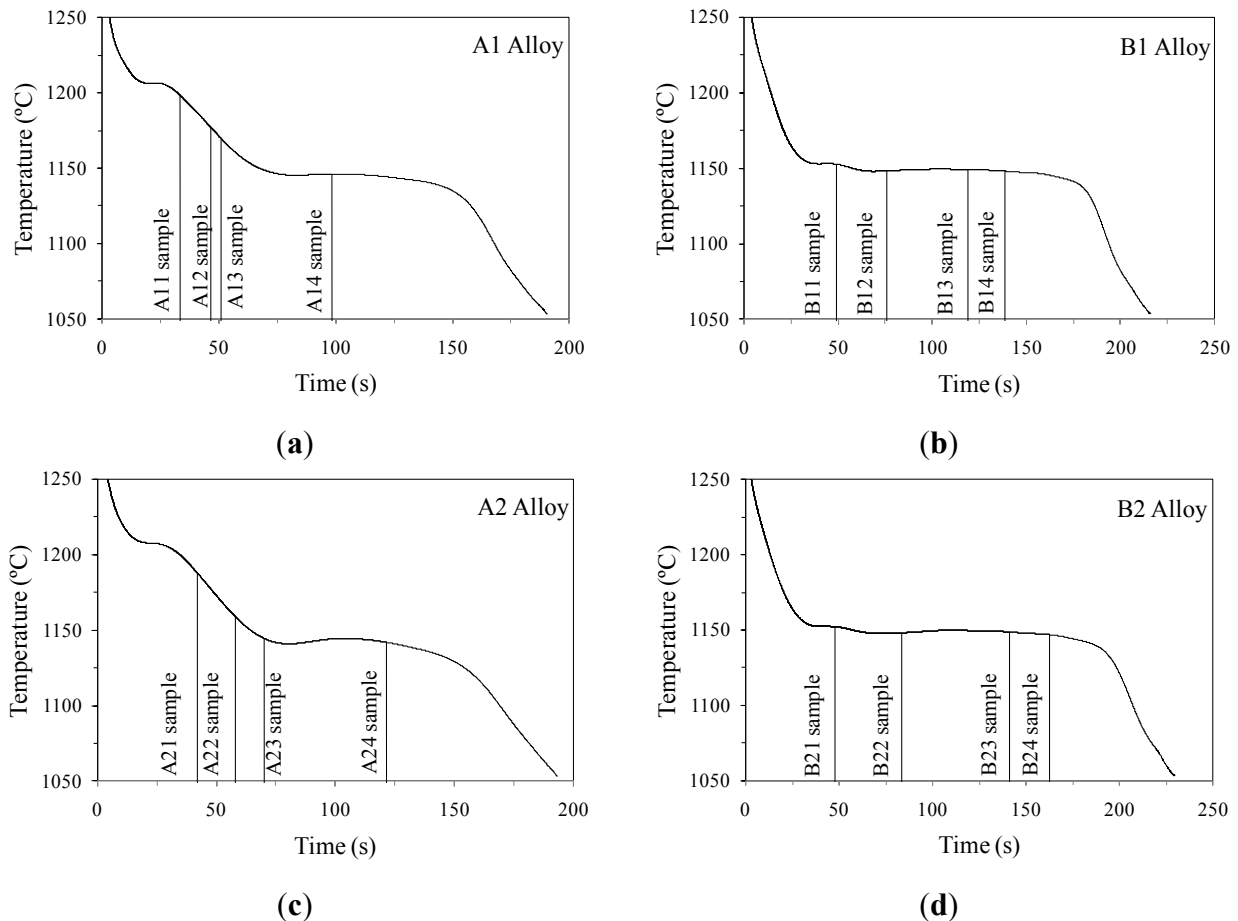 1250
1200
1150
1100
1050
Temperature (ºC)
A1 Alloy
A11 sample
A12 sample
A13 sample
A14 sample
0 50 100 150 200
Time (s)
(a)
1250
1200
1150
1100
1050
Temperature (ºC)
B1 Alloy
B11 sample
B12 sample
B13 sample
B14 sample
0 50 100 150 200 250
Time (s)
(b)
1250
1200
1150
1100
1050
Temperature (ºC)
A2 Alloy
A21 sample
A22 sample
A23 sample
A24 sample
0 50 100 150 200
Time (s)
(c)
1250
1200
1150
1100
1050
Temperature (ºC)
B2 Alloy
B21 sample
B22 sample
B23 sample
B24 sample
0 50 100 150 200 250
Time (s)
(d)